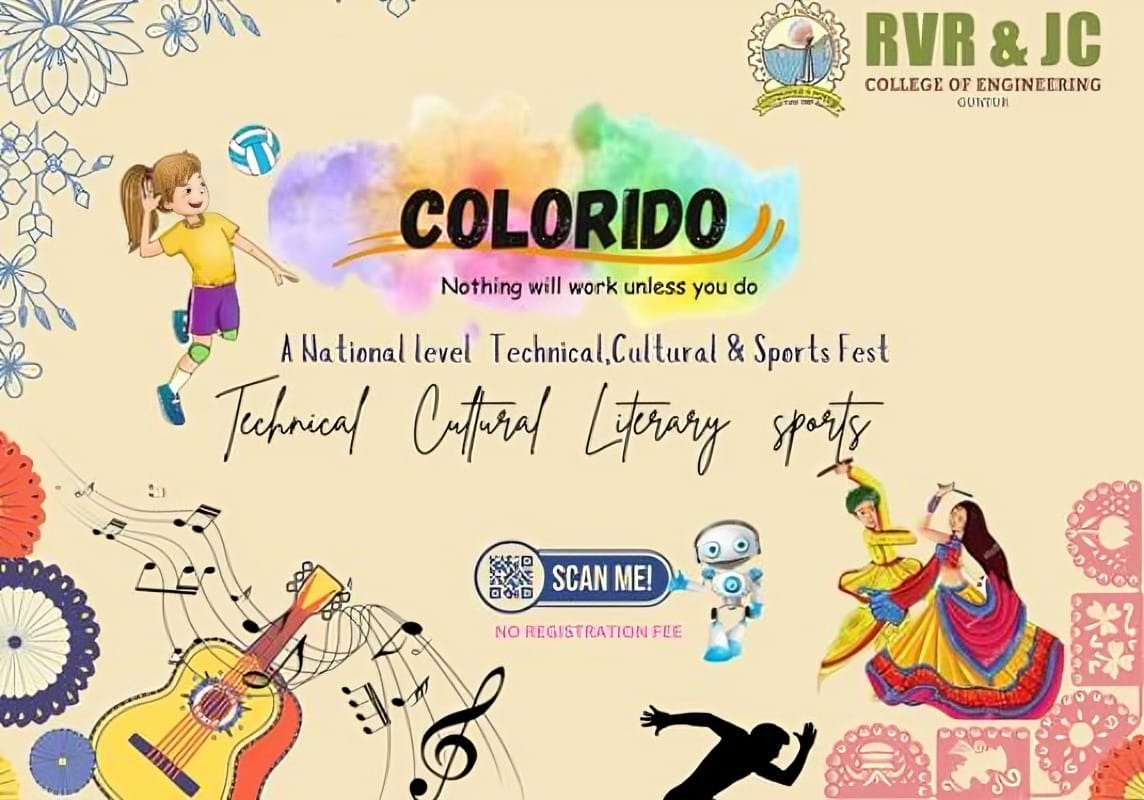 RVR & JC
COLLEGE OF ENGINEERING
GUNTUR
COLORIDO
Nothing will work unless you do
A National level Technical,Cultural & Sports Fest
Technical Cultural Literary sports
SCAN ME!
NO REGISTRATION FEE